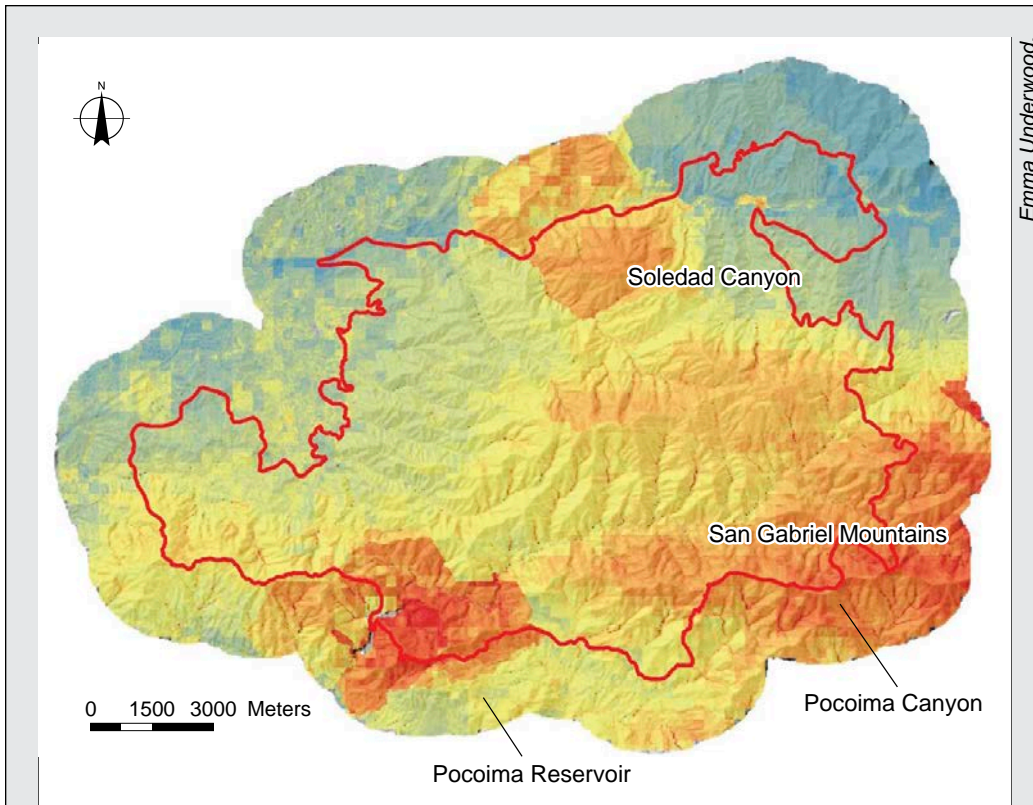 N
Emma Underwood.
Soledad Canyon
San Gabriel Mountains
0 1500 3000 Meters
Pocoima Canyon
Pocoima Reservoir